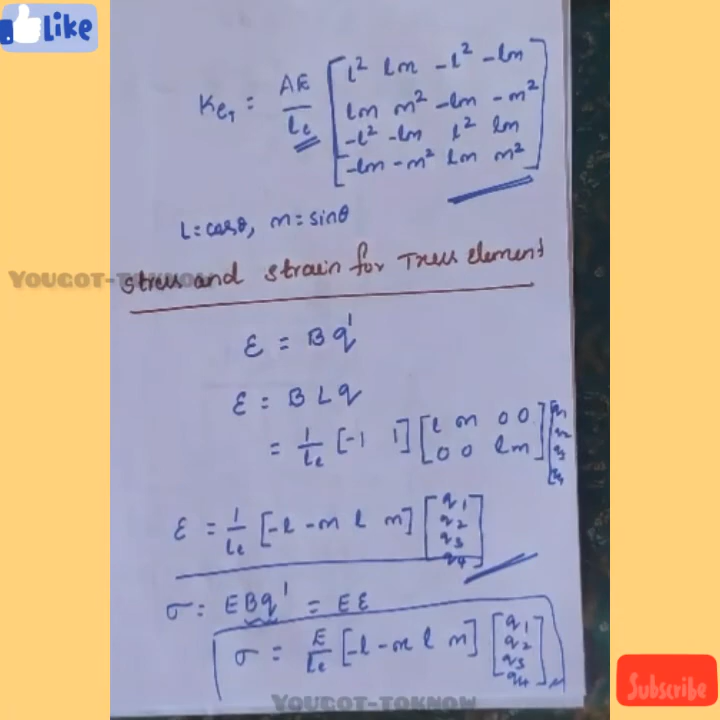 Like
Ke₁ = AE/le [l² lm -l² -lm
lm m² -lm -m²
-l² -lm l² lm
-lm -m² lm m²]
L = cosθ, m = sinθ
YOUGOT-TOKNOW
stress and strain for Truss element
ε = Bq'
ε = BLq
= 1/le [-1 1] [l m 0 0
0 0 l m] [q₁
q₂
q₃
q₄]
ε = 1/le [-l -m l m] [q₁
q₂
q₃
q₄]
σ = EBq' = Eε
σ = E/le [-l -m l m] [q₁
q₂
q₃
q₄]
Subscribe
YOUGOT-TOKNOW